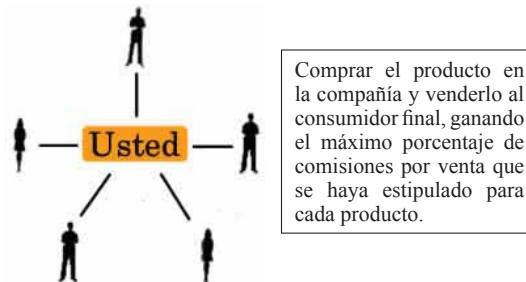 Usted
Comprar el producto en
la compañía y venderlo al
consumidor final, ganando
el máximo porcentaje de
comisiones por venta que
se haya estipulado para
cada producto.